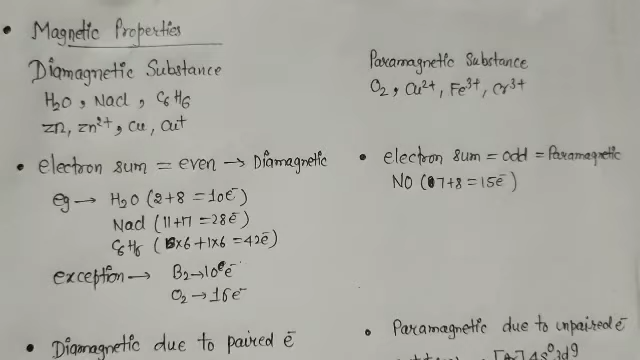 • Magnetic Properties
Diamagnetic Substance
H₂O, Nacl, C₆H₆
Zn, Zn²⁺, Cu, Cu⁺
Paramagnetic Substance
O₂, Cu²⁺, Fe³⁺, Cr³⁺
• electron sum = even → Diamagnetic
eg → H₂O (2+8 = 10e⁻)
Nacl (11+17 = 28e⁻)
C₆H₆ (6×6 + 1×6 = 42e⁻)
exception → B₂ → 10e⁻
O₂ → 16e⁻
• electron sum = odd = Paramagnetic
NO (7+8 = 15e⁻)
• Diamagnetic due to paired e⁻
• Paramagnetic due to unpaired e⁻